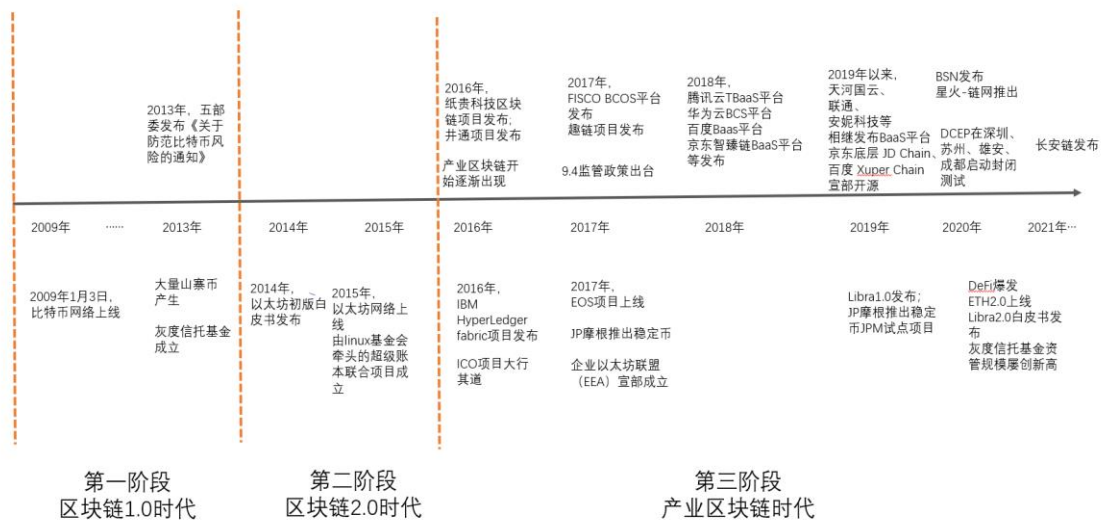 2013年，五部
委发布《关于
防范比特币风
险的通知》
2016年，
纸贵科技区块
链项目发布；
井通项目发布
产业区块链开
始逐渐出现
2017年，
FISCO BCOS平台
发布
趣链项目发布
9.4监管政策出台
2018年，
腾讯云TBaaS平台
华为云BCS平台
百度Baas平台
京东智臻链BaaS平台
等发布
2019年以来，
天河国云、
联通、
安妮科技等
相继发布BaaS平台
京东底层 JD Chain、
百度 Xuper Chain
宣部开源
BSN发布
星火-链网推出
DCEP在深圳、
苏州、雄安、
成都启动封闭
测试
长安链发布
2009年
……
2013年
2014年
2015年
2016年
2017年
2018年
2019年
2020年
2021年…
2009年1月3日，
比特币网络上线
大量山寨币
产生
灰度信托基金
成立
2014年，
以太坊初版白
皮书发布
2015年，
以太坊网络上
线
由linux基金会
牵头的超级账
本联合项目成
立
2016年，
IBM
HyperLedger
fabric项目发布
ICO项目大行
其道
2017年，
EOS项目上线
JP摩根推出稳定币
企业以太坊联盟
（EEA）宣部成立
Libra1.0发布；
JP摩根推出稳定
币JPM试点项目
DeFi爆发
ETH2.0上线
Libra2.0白皮书发
布
灰度信托基金资
管规模屡创新高
第一阶段
区块链1.0时代
第二阶段
区块链2.0时代
第三阶段
产业区块链时代